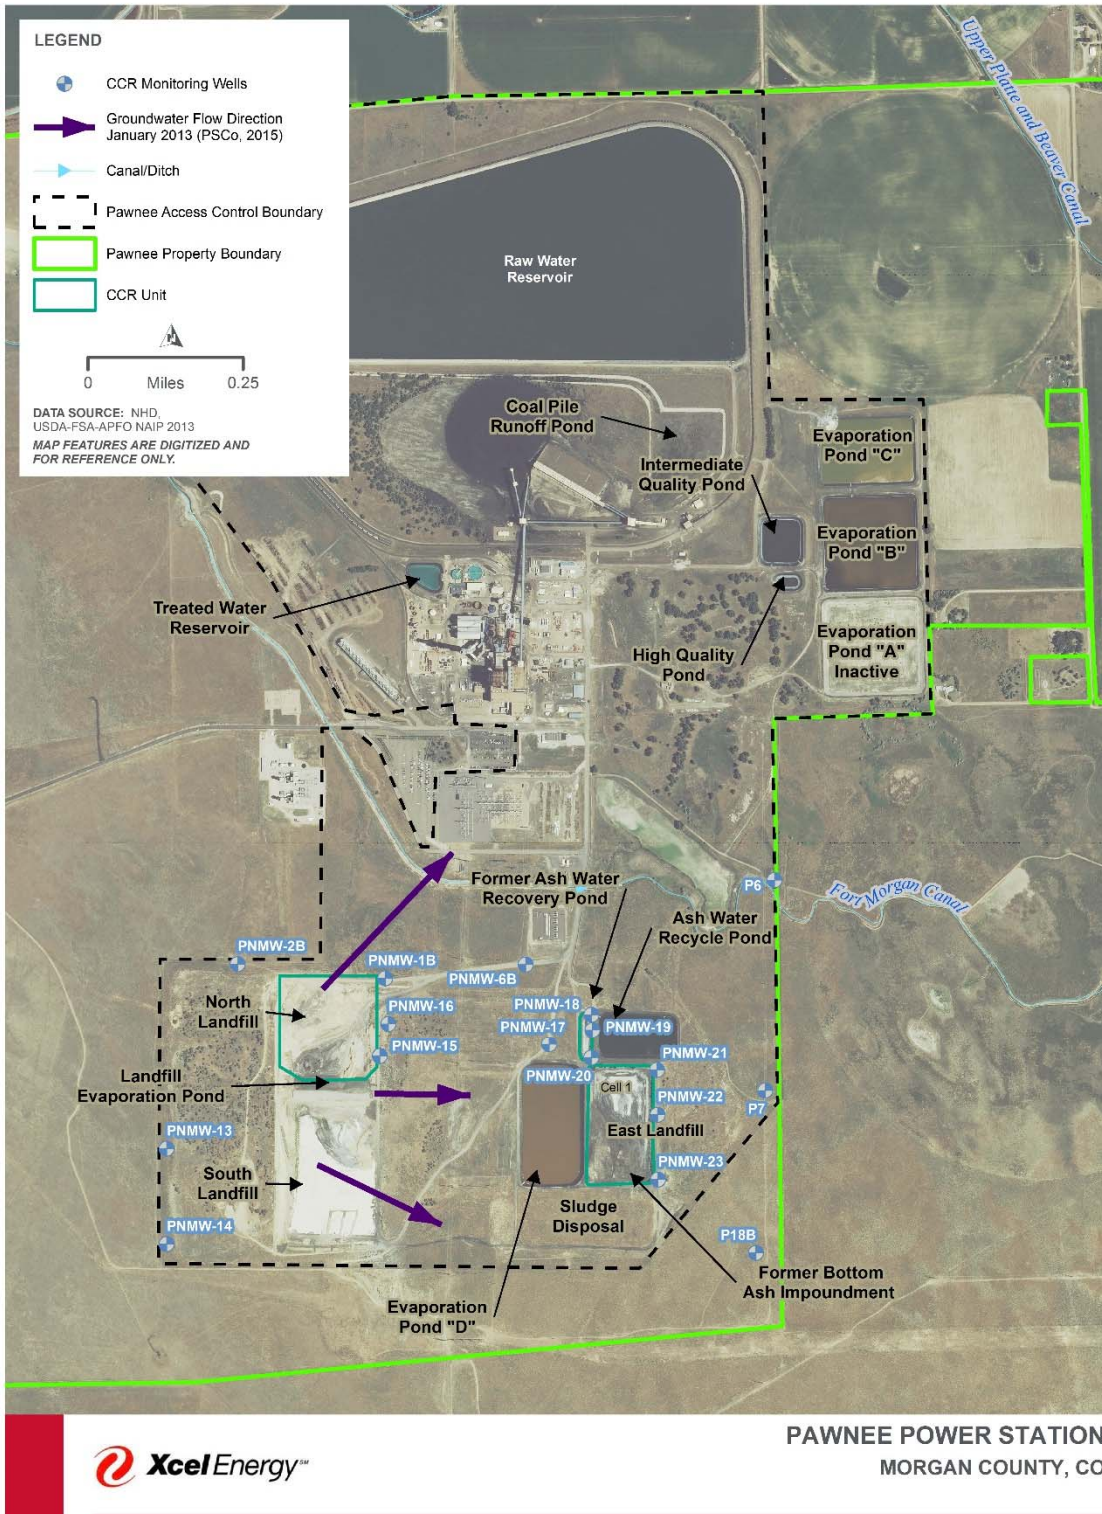 LEGEND
CCR Monitoring Wells
Groundwater Flow Direction
January 2013 (PSCo, 2015)
Canal/Ditch
Pawnee Access Control Boundary
Pawnee Property Boundary
CCR Unit
N
0 Miles 0.25
DATA SOURCE: NHD,
USDA-FSA-APFO NAIP 2013
MAP FEATURES ARE DIGITIZED AND
FOR REFERENCE ONLY.
Upper Platte and Beaver Canal
Raw Water
Reservoir
Coal Pile
Runoff Pond
Intermediate
Quality Pond
Evaporation
Pond "C"
Evaporation
Pond "B"
Treated Water
Reservoir
High Quality
Pond
Evaporation
Pond "A"
Inactive
Former Ash Water
Recovery Pond
P6
Fort Morgan Canal
Ash Water
Recycle Pond
PNMW-2B
PNMW-1B
PNMW-6B
North
Landfill
PNMW-16
PNMW-18
PNMW-17
PNMW-19
PNMW-15
PNMW-21
Landfill
Evaporation Pond
PNMW-20
Cell 1
PNMW-22
P7
PNMW-13
East Landfill
South
Landfill
PNMW-23
Sludge
Disposal
PNMW-14
P18B
Former Bottom
Ash Impoundment
Evaporation
Pond "D"
Xcel Energy℠
PAWNEE POWER STATION
MORGAN COUNTY, CO